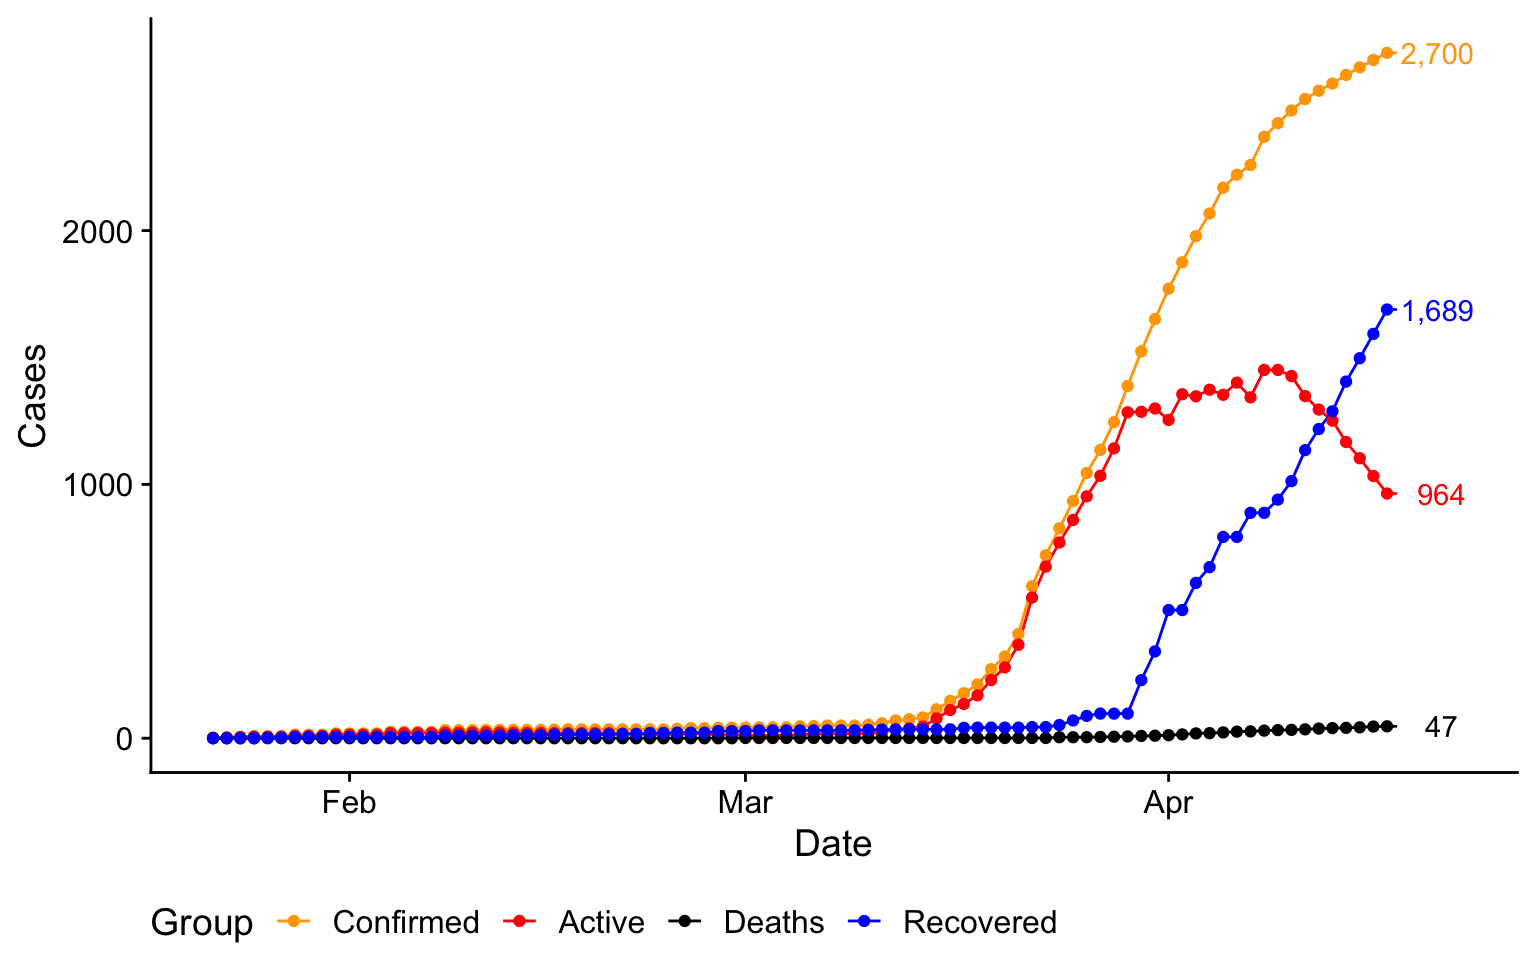 2,700
2000
1,689
Cases
1000
964
47
0
Feb Mar Apr
Date
Group Confirmed Active Deaths Recovered